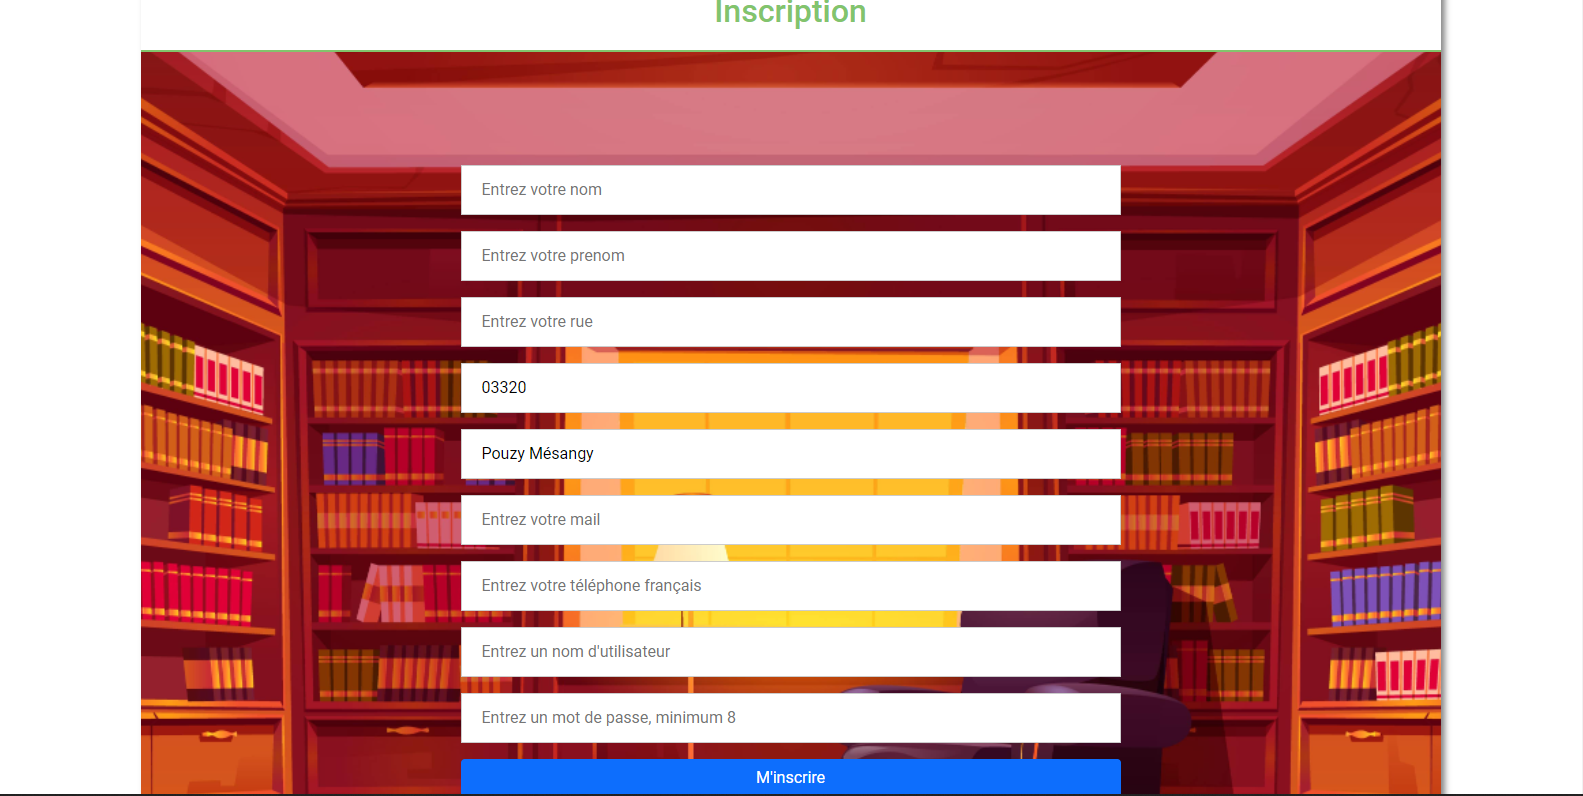 Inscription
Entrez votre nom
Entrez votre prenom
Entrez votre rue
03320
Pouzy Mésangy
Entrez votre mail
Entrez votre téléphone français
Entrez un nom d'utilisateur
Entrez un mot de passe, minimum 8
M'inscrire